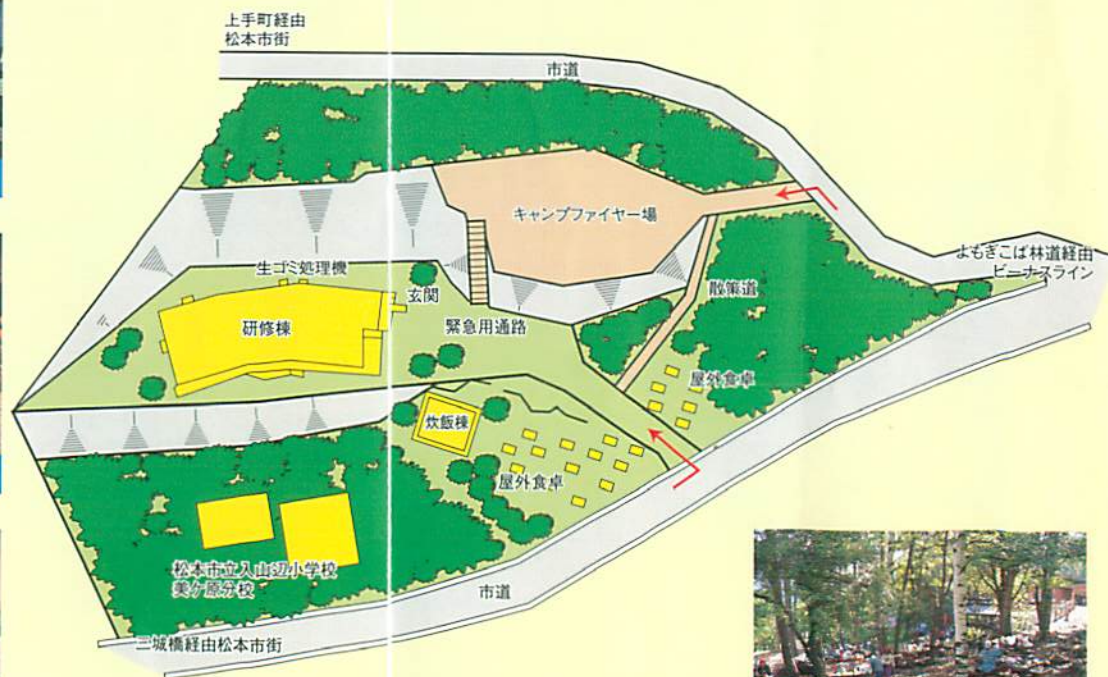 上手町経由
松本市街
市道
キャンプファイヤー場
よもぎこば林道経由
ビーナスライン
生ゴミ処理機
玄関
散策道
研修棟
緊急用通路
屋外食卓
炊飯棟
屋外食卓
松本市立入山辺小学校
美ケ原分校
市道
三城橋経由松本市街